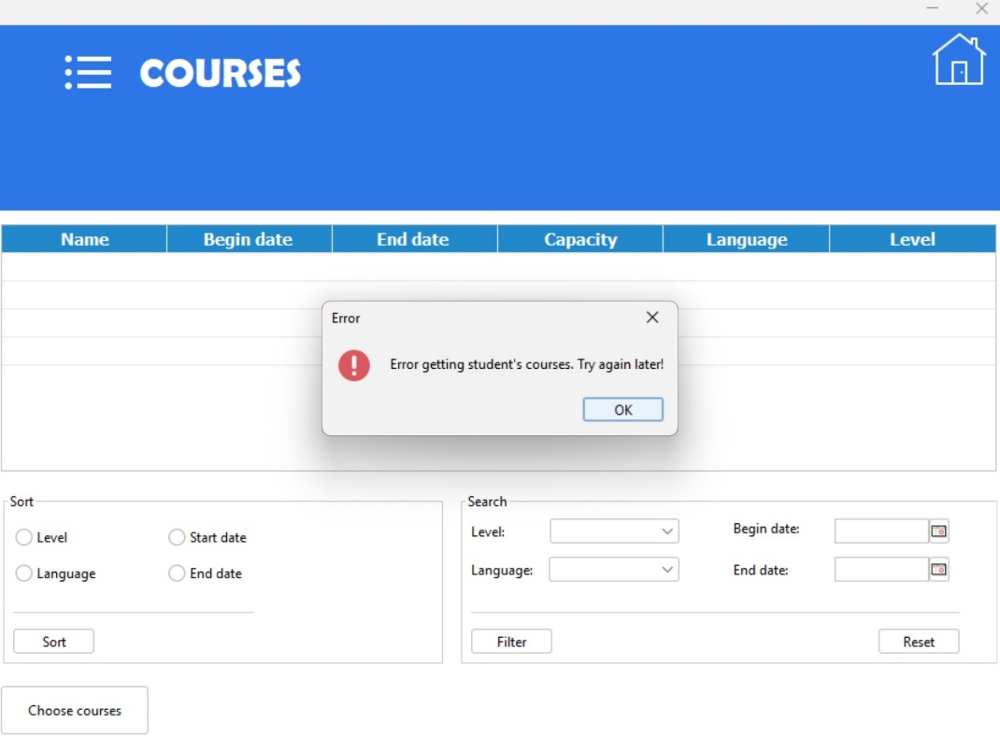 COURSES
Name Begin date End date Capacity Language Level
Error
Error getting student's courses. Try again later!
OK
Sort
Level Start date
Language End date
Sort
Search
Level: Begin date:
Language: End date:
Filter Reset
Choose courses